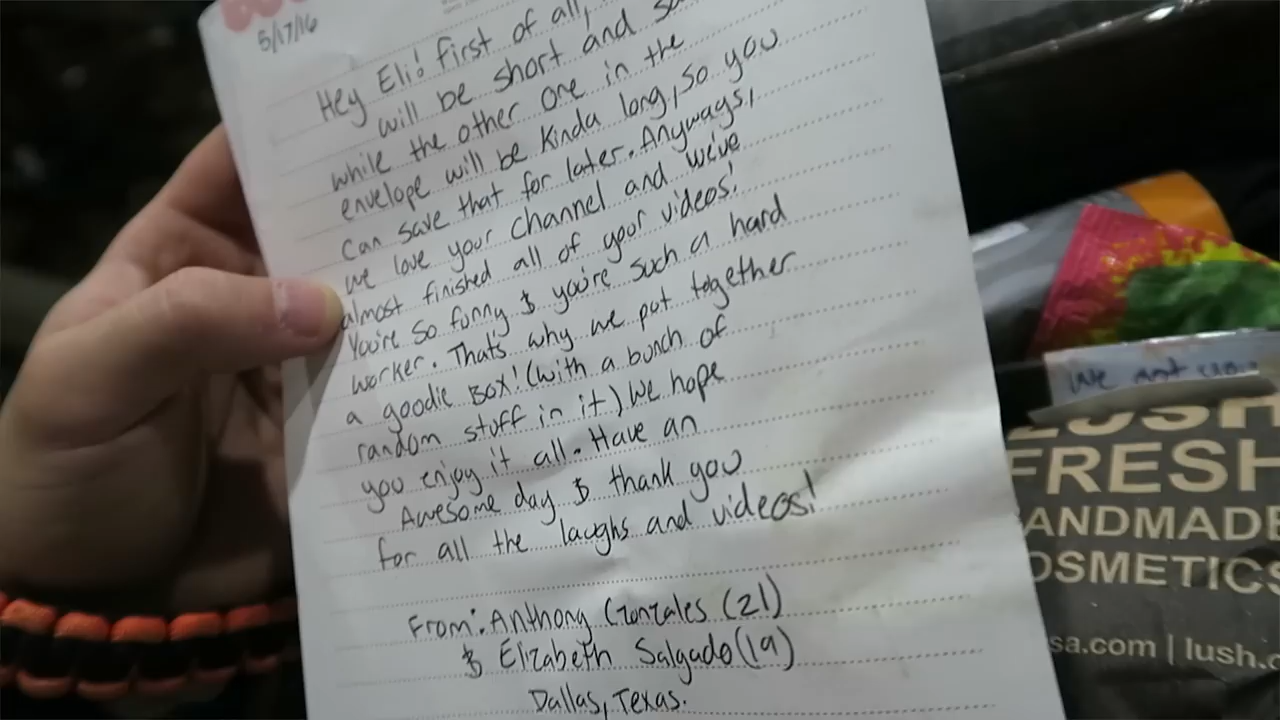 5/17/16
Hey Eli! first of all,
will be short and
while the other one in the
envelope will be kinda long, so you
can save that for later. Anyways,
we love your channel and we've
almost finished all of your videos!
You're so funny & you're such a hard
worker. That's why we put together
a goodie BOX! (with a bunch of
random stuff in it) We hope
you enjoy it all. Have an
Awesome day & thank you
for all the laughs and videos!
From: Anthony Gonzales (21)
& Elizabeth Salgado (19)
Dallas, Texas.
We
LUSH
FRESH
ANDMADE
OSMETICS
sa.com | lush.c